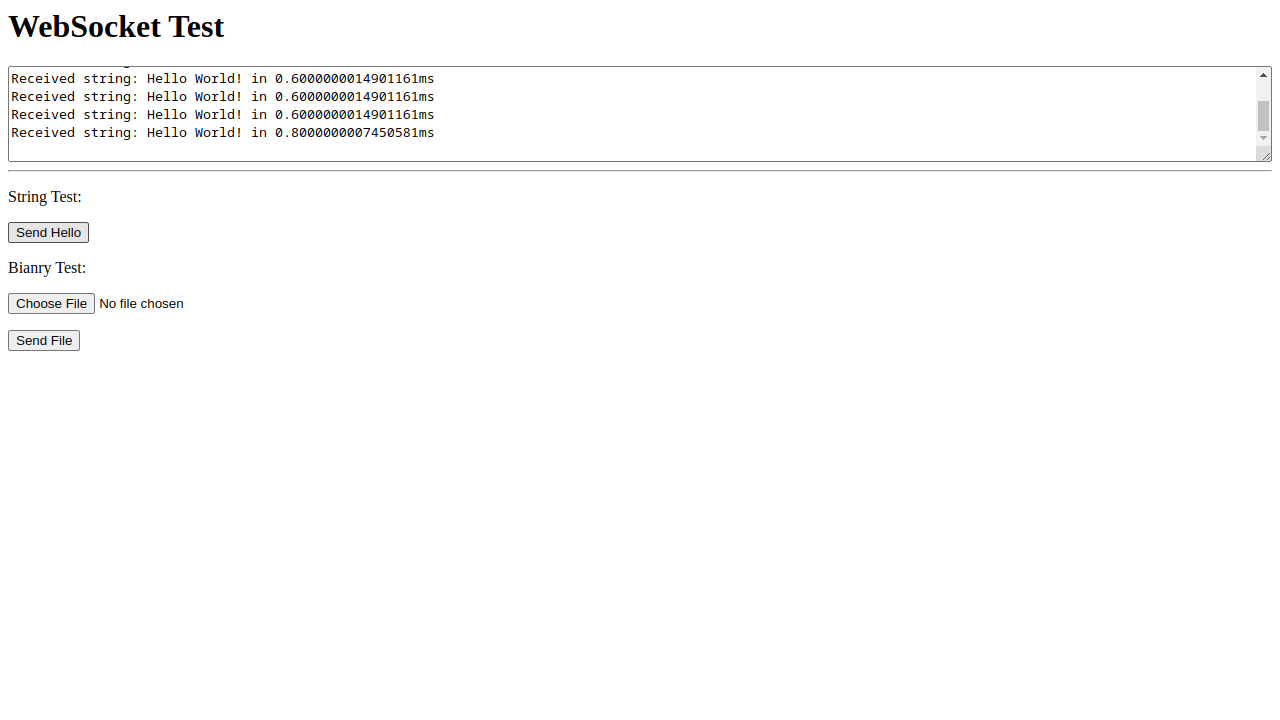 WebSocket Test
Received string: Hello World! in 0.6000000014901161ms
Received string: Hello World! in 0.6000000014901161ms
Received string: Hello World! in 0.6000000014901161ms
Received string: Hello World! in 0.8000000007450581ms
String Test:
Send Hello
Bianry Test:
Choose File No file chosen
Send File